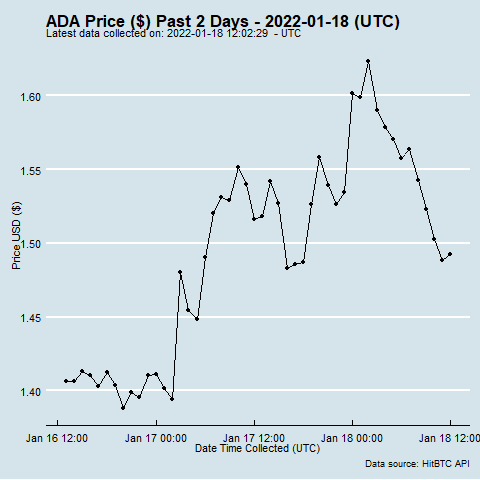 ADA Price ($) Past 2 Days - 2022-01-18 (UTC)
Latest data collected on: 2022-01-18 12:02:29  - UTC
1.60
1.55
1.50
1.45
1.40
Price USD ($)
Jan 16 12:00 Jan 17 00:00 Jan 17 12:00 Jan 18 00:00 Jan 18 12:00
Date Time Collected (UTC)
Data source: HitBTC API